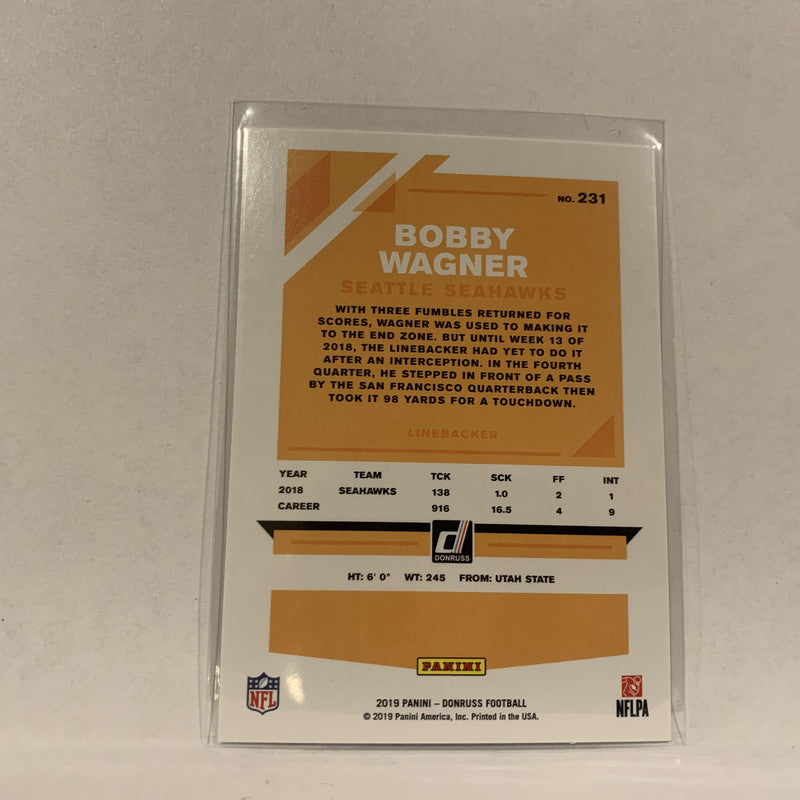 NO. 231
BOBBY
WAGNER
SEATTLE SEAHAWKS
WITH THREE FUMBLES RETURNED FOR
SCORES, WAGNER WAS USED TO MAKING IT
TO THE END ZONE. BUT UNTIL WEEK 13 OF
2018, THE LINEBACKER HAD YET TO DO IT
AFTER AN INTERCEPTION. IN THE FOURTH
QUARTER, HE STEPPED IN FRONT OF A PASS
BY THE SAN FRANCISCO QUARTERBACK THEN
TOOK IT 98 YARDS FOR A TOUCHDOWN.
LINEBACKER
YEAR TEAM TCK SCK FF INT
2018 SEAHAWKS 138 1.0 2 1
CAREER 916 16.5 4 9
DONRUSS
HT: 6' 0" WT: 245 FROM: UTAH STATE
PANINI
NFL
2019 PANINI – DONRUSS FOOTBALL
© 2019 Panini America, Inc. Printed in the USA.
NFLPA